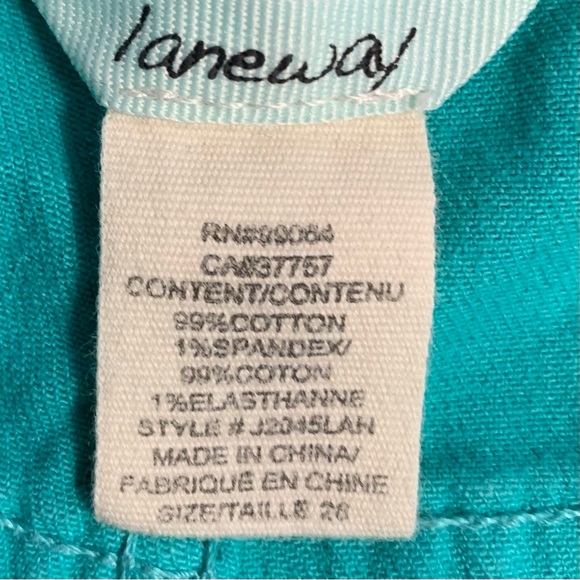 laneway
RN#99064
CA#37757
CONTENT/CONTENU
99%COTTON
1%SPANDEX/
99%COTON
1%ELASTHANNE
STYLE # J2045LAH
MADE IN CHINA/
FABRIQUÉ EN CHINE
SIZE/TAILLE 26